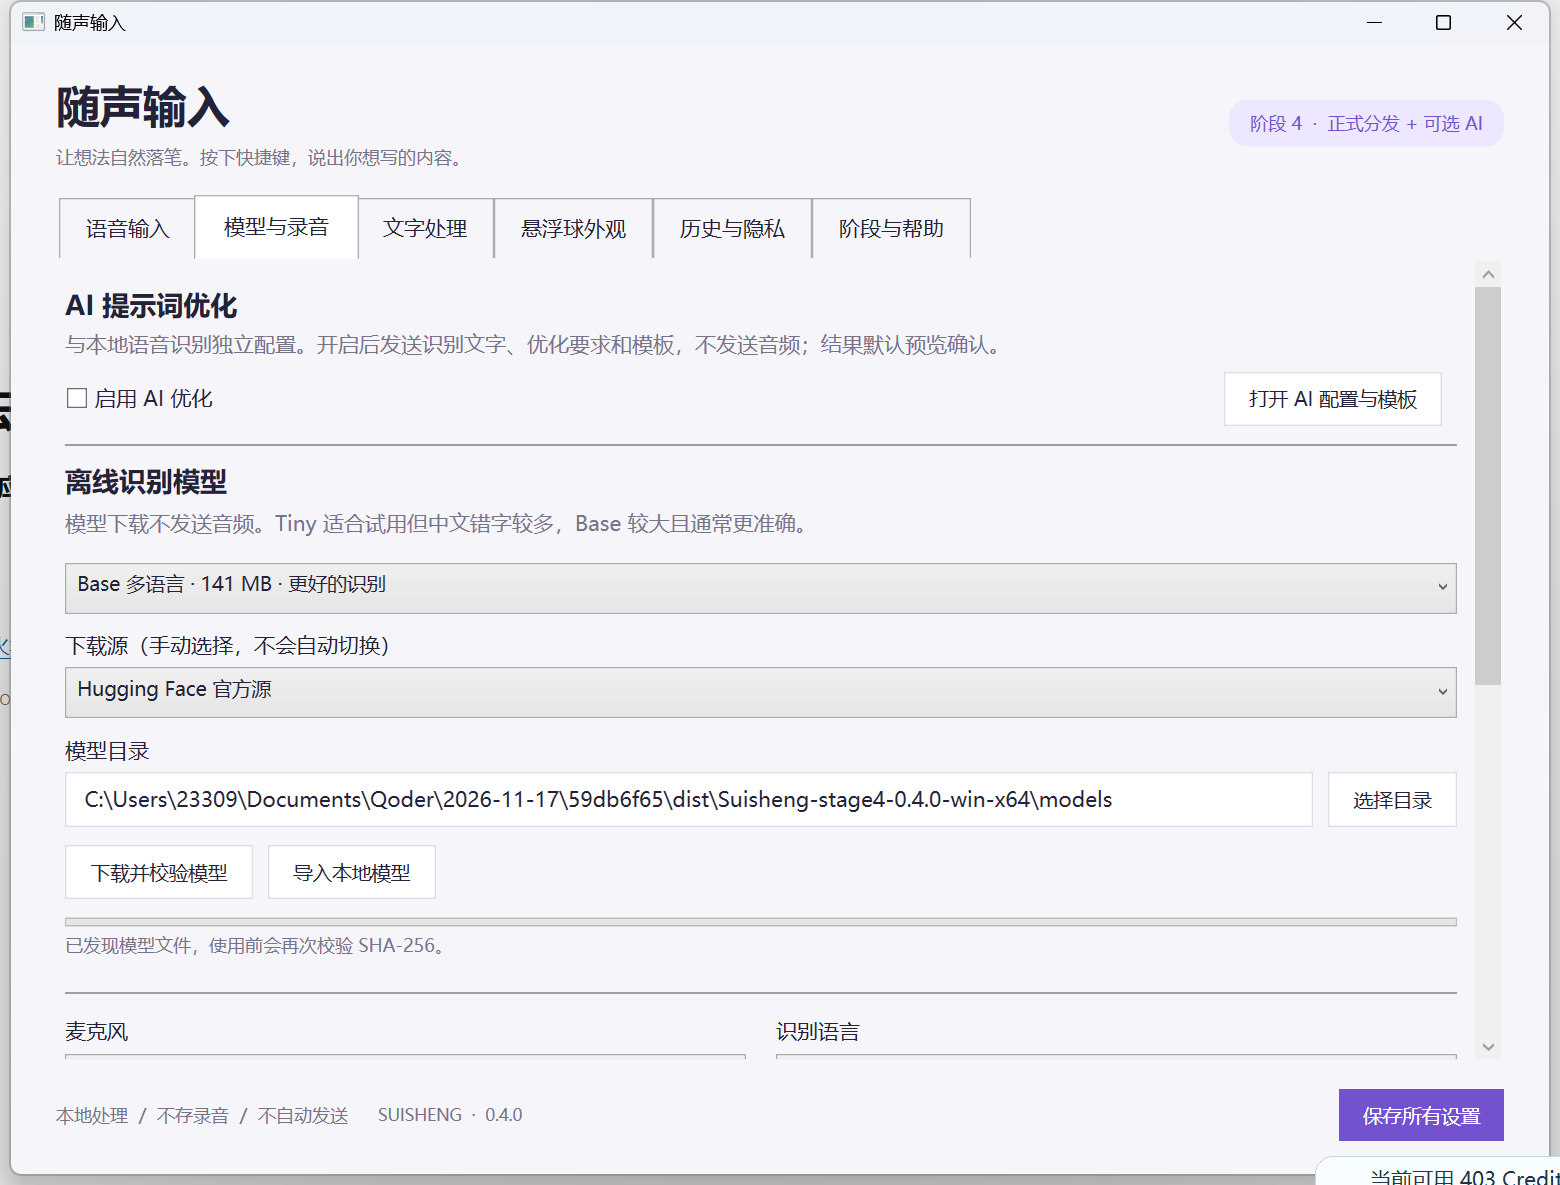 随声输入
随声输入
阶段 4 · 正式分发 + 可选 AI
让想法自然落笔。按下快捷键，说出你想写的内容。
语音输入 模型与录音 文字处理 悬浮球外观 历史与隐私 阶段与帮助
AI 提示词优化
与本地语音识别独立配置。开启后发送识别文字、优化要求和模板，不发送音频；结果默认预览确认。
启用 AI 优化
打开 AI 配置与模板
离线识别模型
模型下载不发送音频。Tiny 适合试用但中文错字较多，Base 较大且通常更准确。
Base 多语言 · 141 MB · 更好的识别
下载源（手动选择，不会自动切换）
Hugging Face 官方源
模型目录
C:\Users\23309\Documents\Qoder\2026-11-17\59db6f65\dist\Suisheng-stage4-0.4.0-win-x64\models
选择目录
下载并校验模型 导入本地模型
已发现模型文件，使用前会再次校验 SHA-256。
麦克风 识别语言
本地处理 / 不存录音 / 不自动发送 SUISHENG · 0.4.0
保存所有设置
当前可用 403 Credit